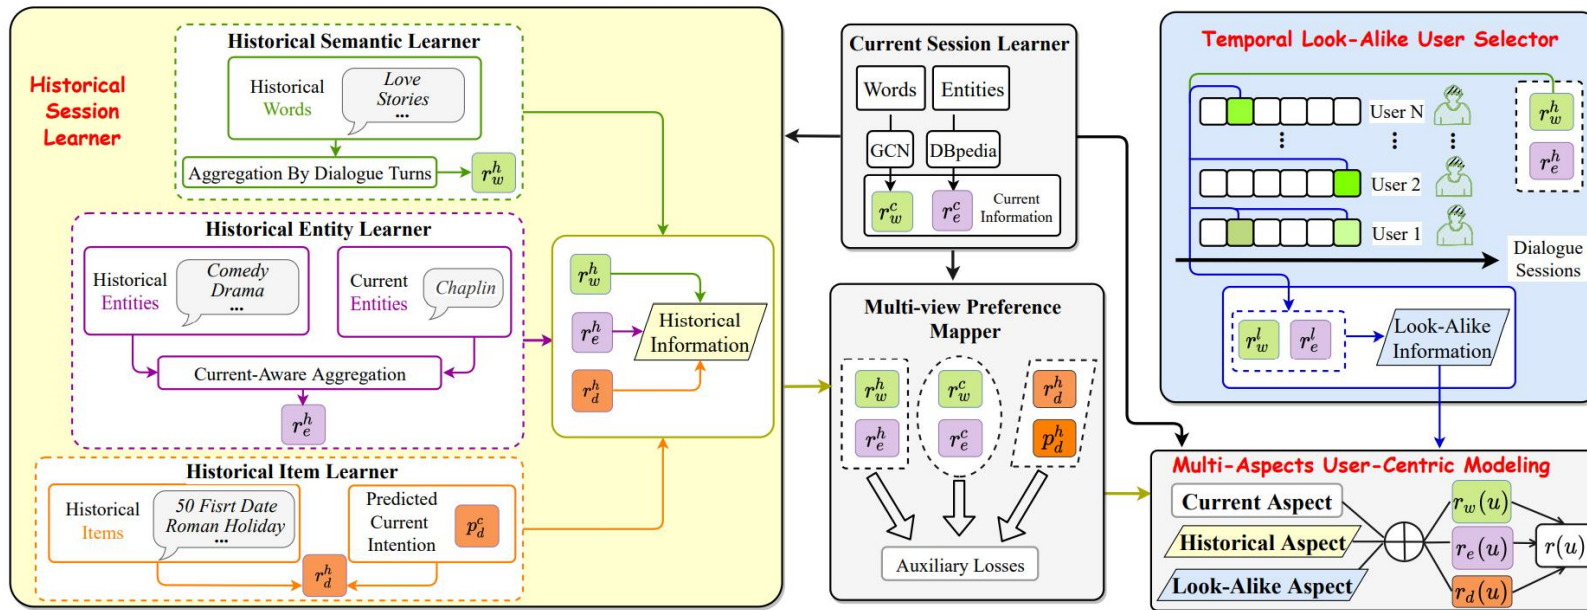 Historical
Session
Learner
Historical Semantic Learner
Historical
Words
Love
Stories
...
Aggregation By Dialogue Turns
r_w^h
Historical Entity Learner
Historical
Entities
Comedy
Drama
...
Current
Entities
Chaplin
Current-Aware Aggregation
r_e^h
Historical Item Learner
Historical
Items
50 Fisrt Date
Roman Holiday
...
Predicted
Current
Intention
p_d^c
r_d^h
r_w^h
r_e^h
r_d^h
Historical
Information
Current Session Learner
Words
Entities
GCN
DBpedia
r_w^c
r_e^c
Current
Information
Multi-view Preference
Mapper
r_w^h
r_e^h
r_w^c
r_e^c
r_d^h
p_d^h
Auxiliary Losses
Temporal Look-Alike User Selector
User N
User 2
User 1
r_w^h
r_e^h
Dialogue
Sessions
r_w^l
r_e^l
Look-Alike
Information
Multi-Aspects User-Centric Modeling
Current Aspect
Historical Aspect
Look-Alike Aspect
r_w(u)
r_e(u)
r_d(u)
r(u)